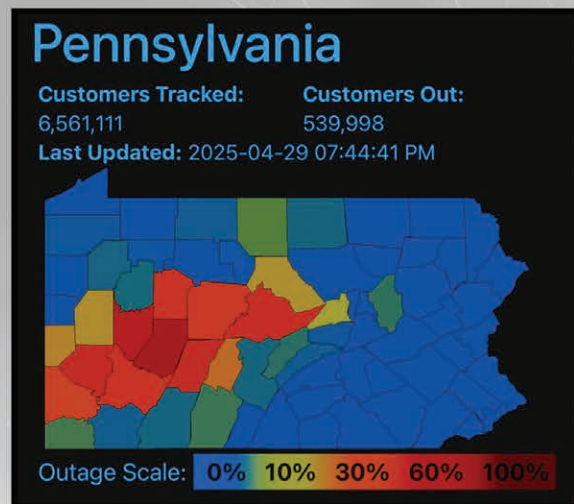 Pennsylvania
Customers Tracked: Customers Out:
6,561,111 539,998
Last Updated: 2025-04-29 07:44:41 PM
Outage Scale: 0% 10% 30% 60% 100%